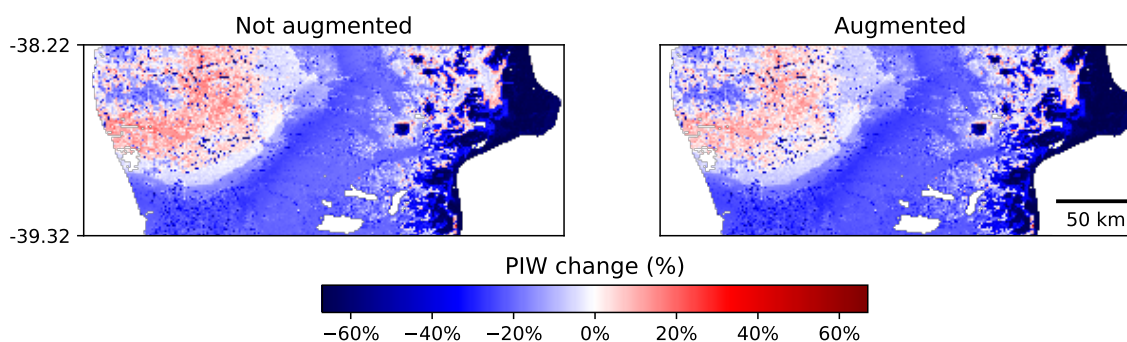 Not augmented
Augmented
-38.22
-39.32
50 km
PIW change (%)
−60%
−40%
−20%
0%
20%
40%
60%